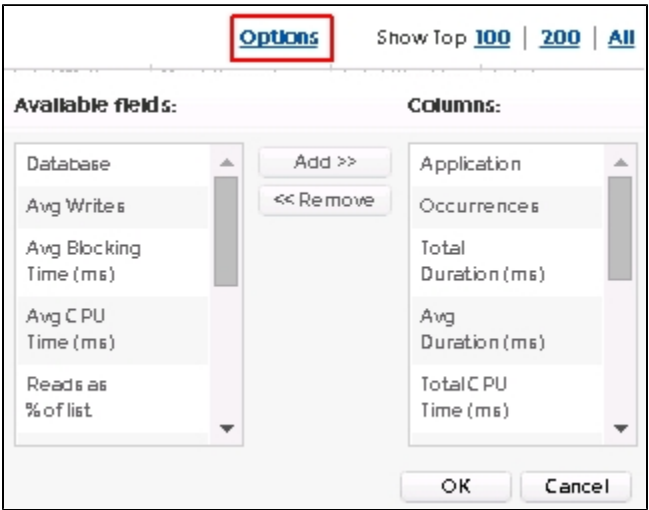 Options Show Top 100 | 200 | All
Available fields: Columns:
Database Add >> Application
Avg Writes << Remove Occurrences
Avg Blocking
Time (ms)
Total
Duration (ms)
Avg CPU
Time (ms)
Avg
Duration (ms)
Reads as
% of list
Total CPU
Time (ms)
OK Cancel